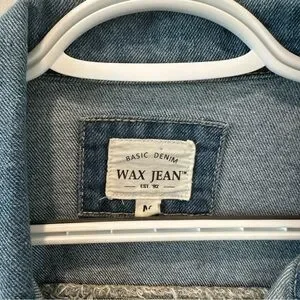 BASIC DENIM
WAX JEAN™
EST. '92
M